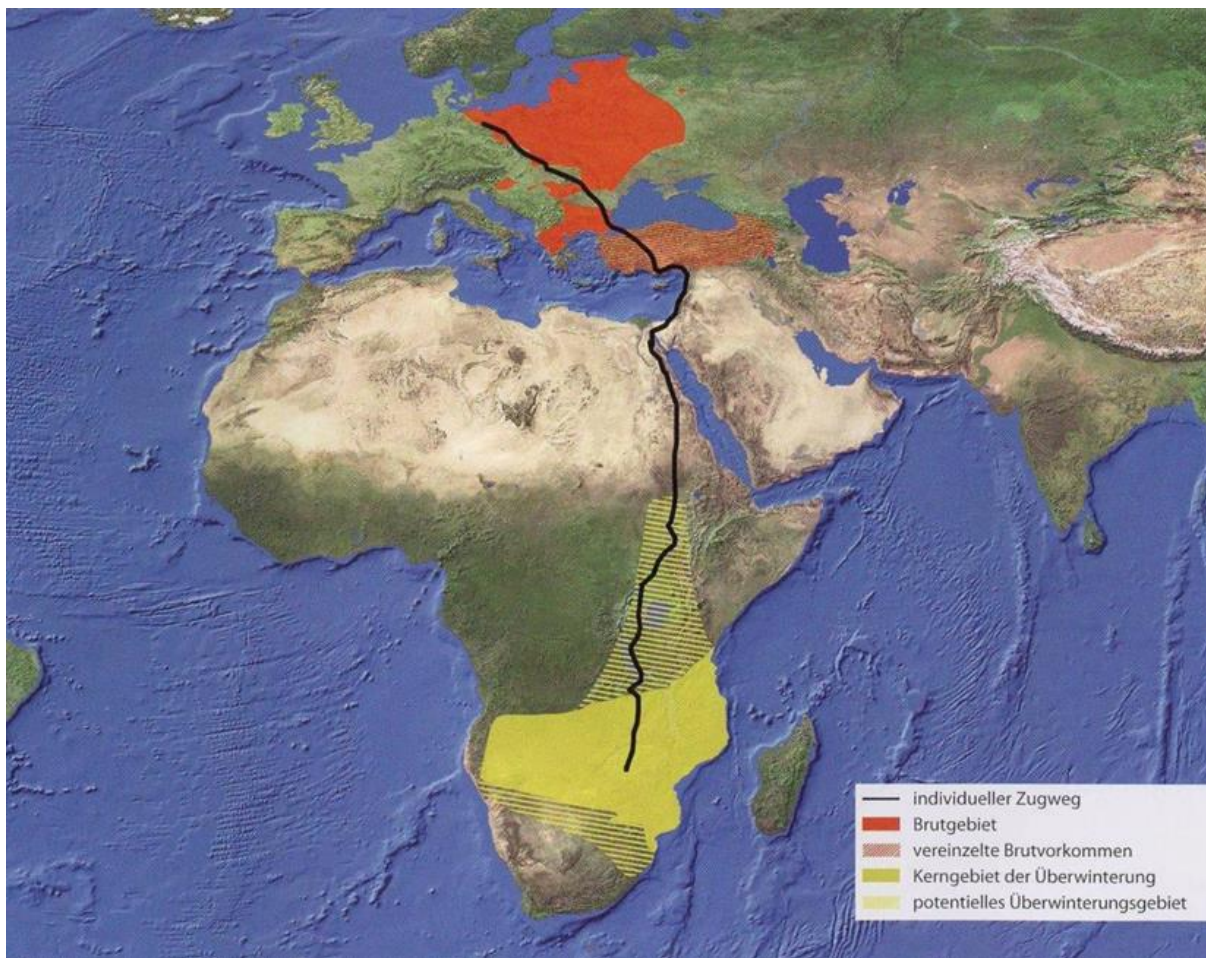 individueller Zugweg
Brutgebiet
vereinzelte Brutvorkommen
Kerngebiet der Überwinterung
potentielles Überwinterungsgebiet